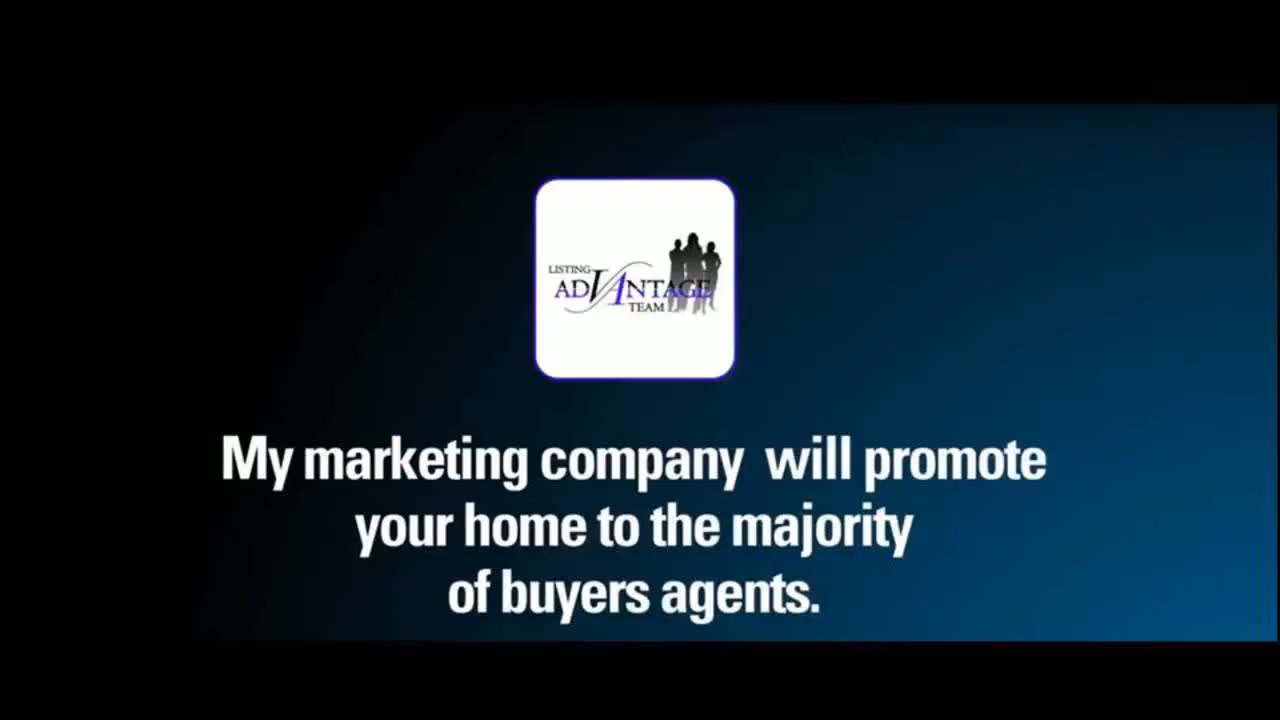 LISTING
ADVANTAGE
TEAM
My marketing company  will promote
your home to the majority
of buyers agents.